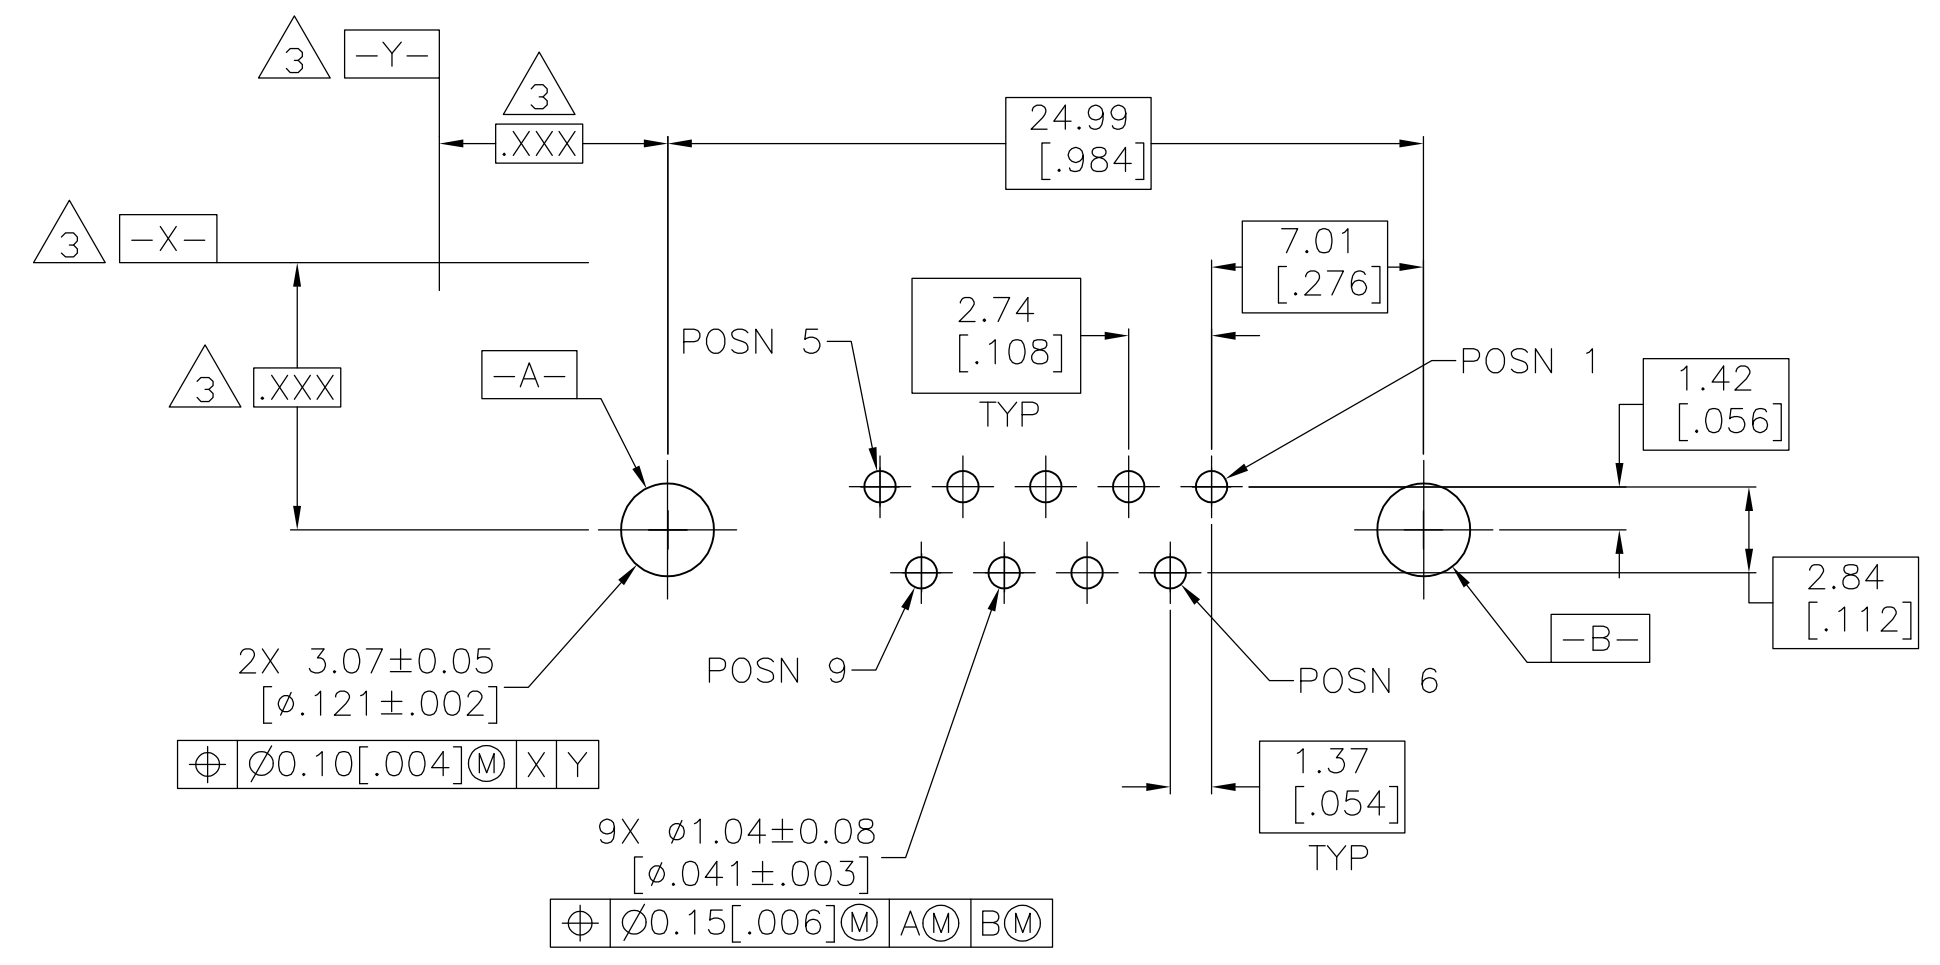 3
-Y-
3
.XXX
24.99
[.984]
3
-X-
7.01
[.276]
2.74
[.108]
TYP
POSN 5
POSN 1
3
.XXX
-A-
1.42
[.056]
2.84
[.112]
-B-
2X 3.07±0.05
[ø.121±.002]
⌖ Ø0.10[.004]Ⓜ X Y
POSN 9
POSN 6
1.37
[.054]
TYP
9X ø1.04±0.08
[ø.041±.003]
⌖ Ø0.15[.006]Ⓜ AⓂ BⓂ